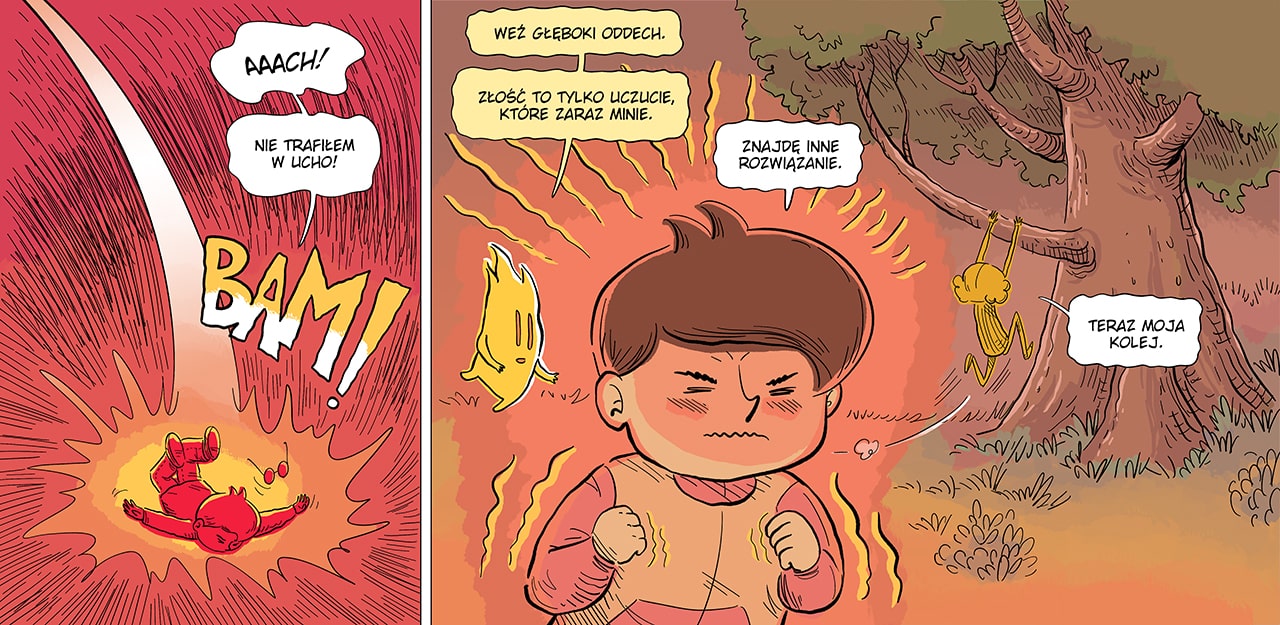 AAACH!
NIE TRAFIŁEM
W UCHO!
BAM!
WEŹ GŁĘBOKI ODDECH.
ZŁOŚĆ TO TYLKO UCZUCIE,
KTÓRE ZARAZ MINIE.
ZNAJDĘ INNE
ROZWIĄZANIE.
TERAZ MOJA
KOLEJ.